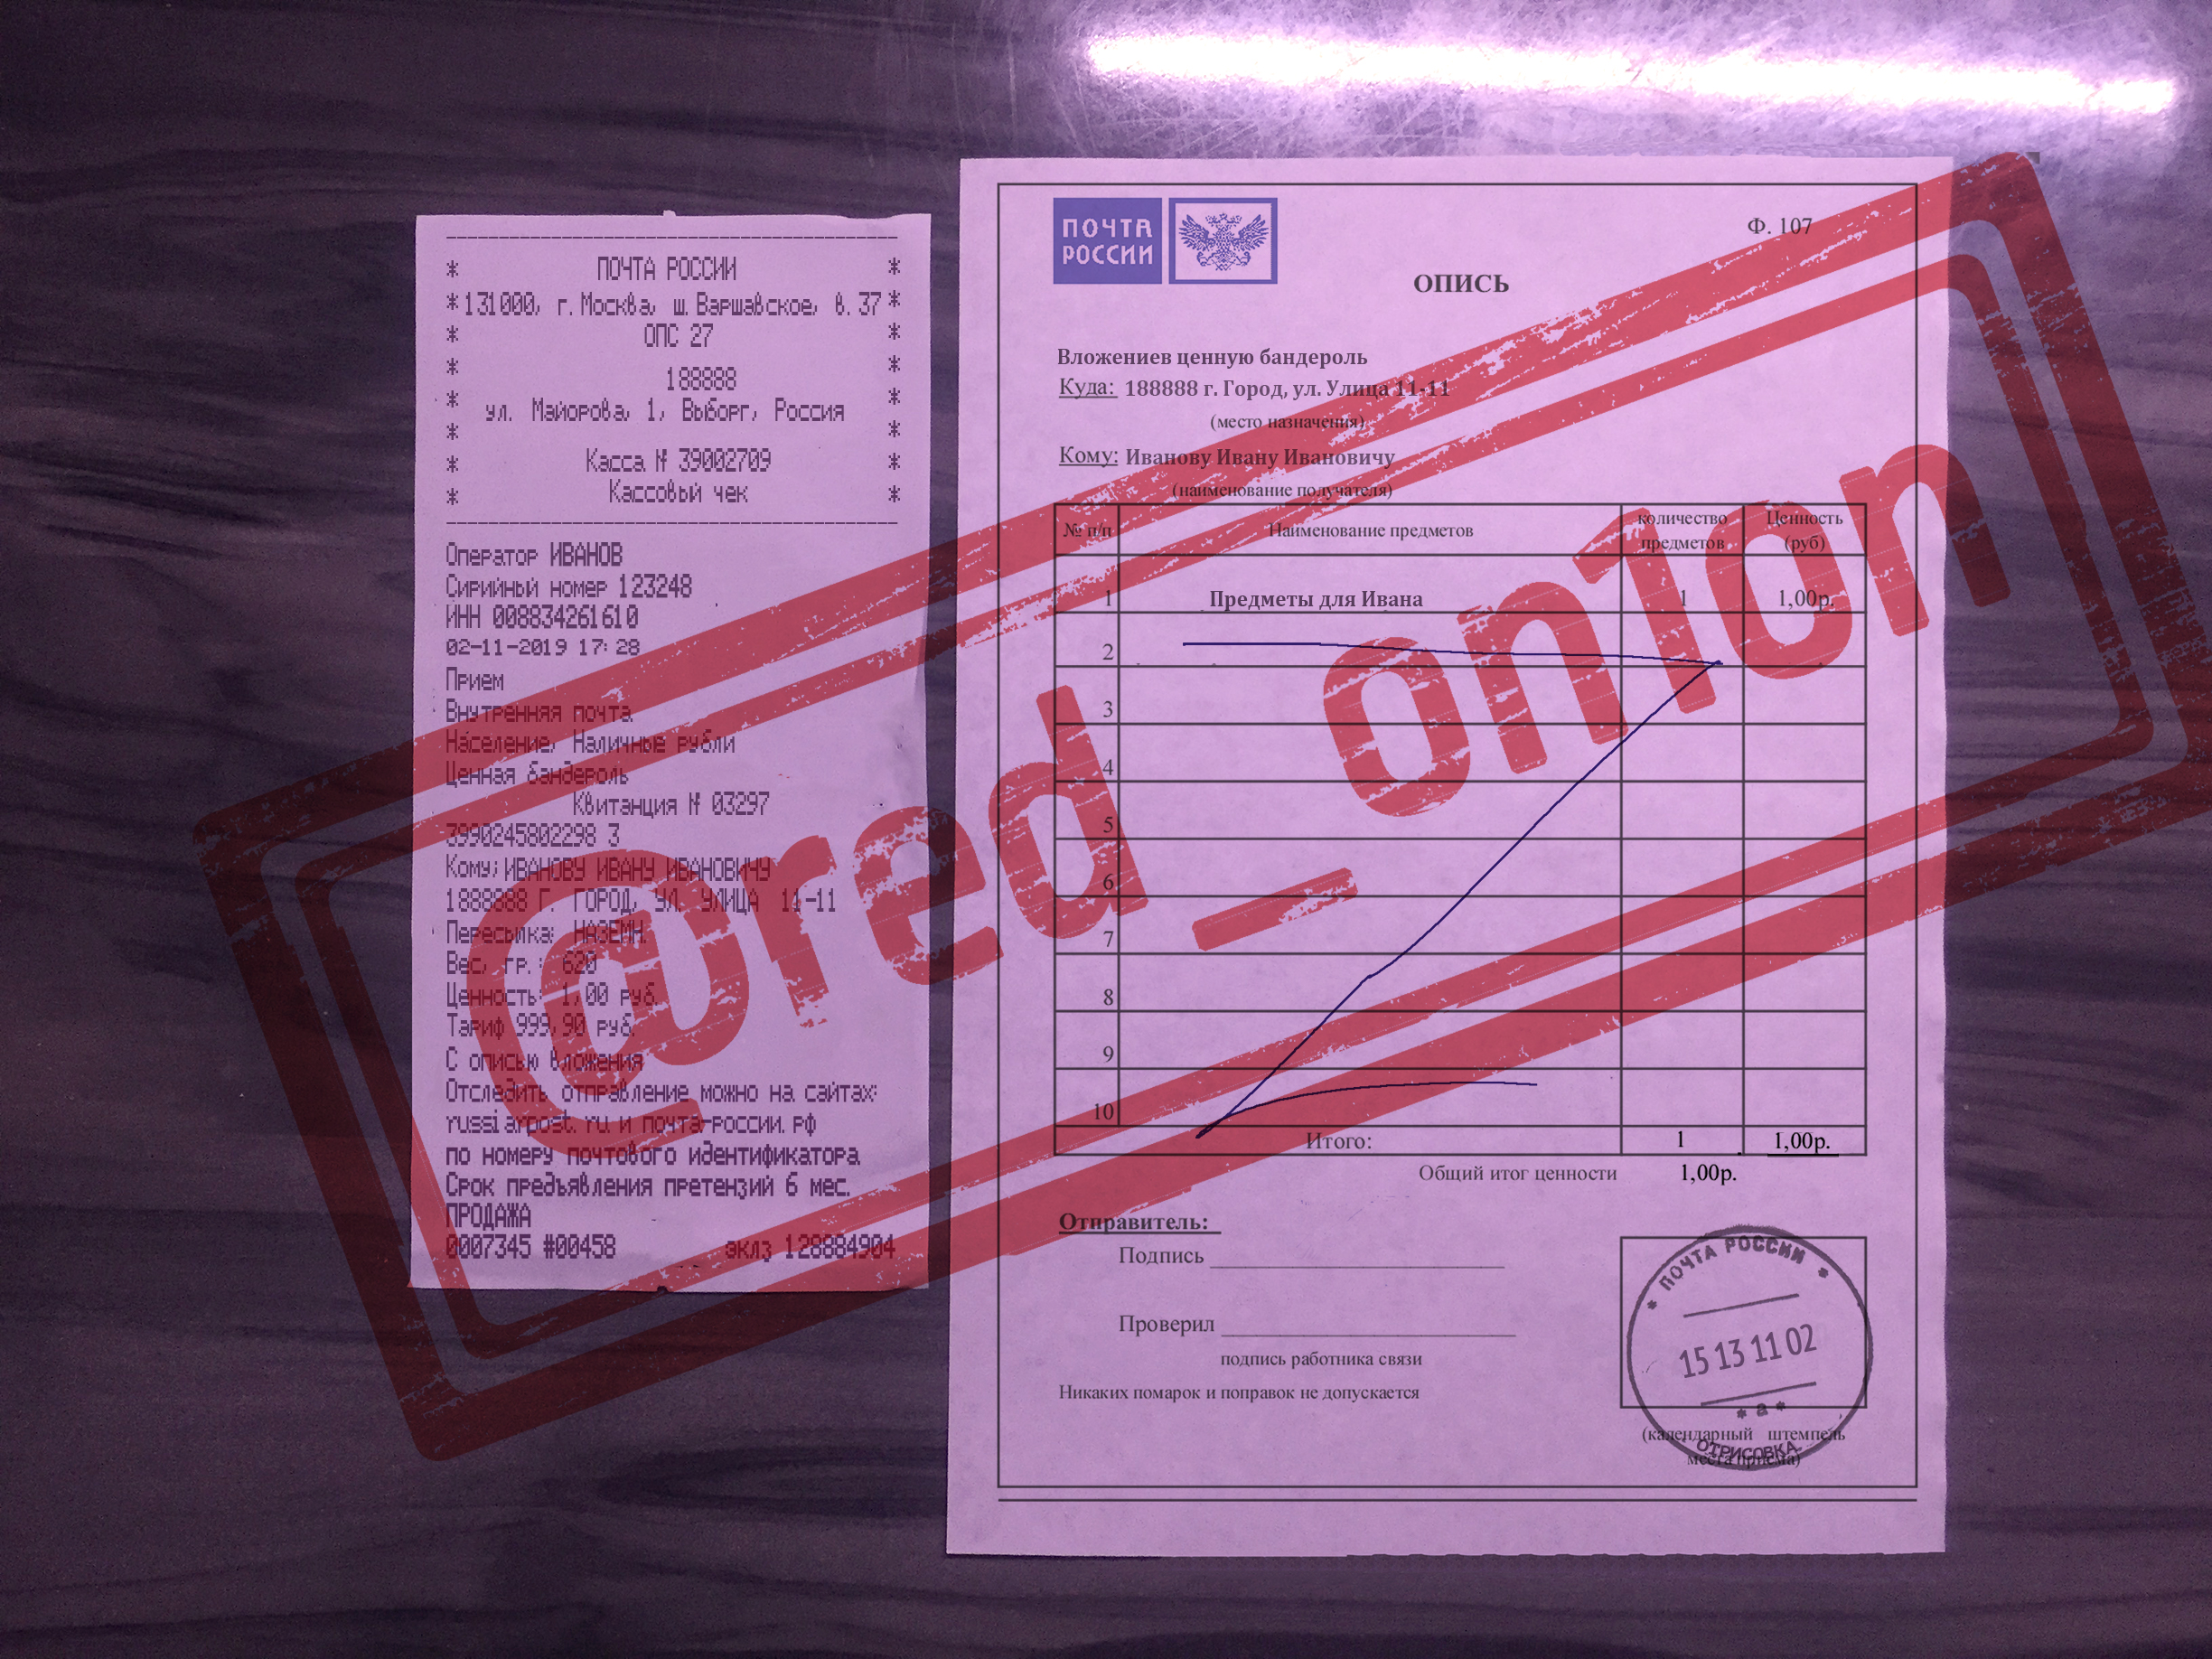 ПОЧТА РОССИИ
131000, г. Москва, ш. Варшавское, в. 37
ОПС 27
188888
ул. Майорова, 1, Выборг, Россия
Касса № 39002709
Кассовый чек
Оператор ИВАНОВ
Сирийный номер 123248
ИНН 008834261610
02-11-2019 17:28
Прием
Внутренняя почта
Население, Наличные рубли
Ценная бандероль
Квитанция № 03297
3990245802298 3
Кому: ИВАНОВУ ИВАНУ ИВАНОВИЧУ
1888888 Г. ГОРОД, УЛ. УЛИЦА 11-11
Пересылка: НАЗЕМН.
Вес, гр.: 620
Ценность: 1,00 руб.
Тариф 999,90 руб.
С описью вложения
Отследить отправление можно на сайтах:
russianpost.ru и почта-россии.рф
по номеру почтового идентификатора
Срок предъявления претензий 6 мес.
ПРОДАЖА
0007345 #00458 эклз 128884904
ПОЧТА
РОССИИ
Ф. 107
ОПИСЬ
Вложениев ценную бандероль
Куда: 188888 г. Город, ул. Улица 11-11
(место назначения)
Кому: Иванову Ивану Ивановичу
(наименование получателя)
№ п/п Наименование предметов количество предметов Ценность (руб)
1 Предметы для Ивана 1 1,00р.
2
3
4
5
6
7
8
9
10
Итого: 1 1,00р.
Общий итог ценности 1,00р.
Отправитель:
Подпись
Проверил
подпись работника связи
Никаких помарок и поправок не допускается
* ПОЧТА РОССИИ *
15 13 11 02
* а *
ОТРИСОВКА
(календарный штемпель
места приема)
@red_on1on